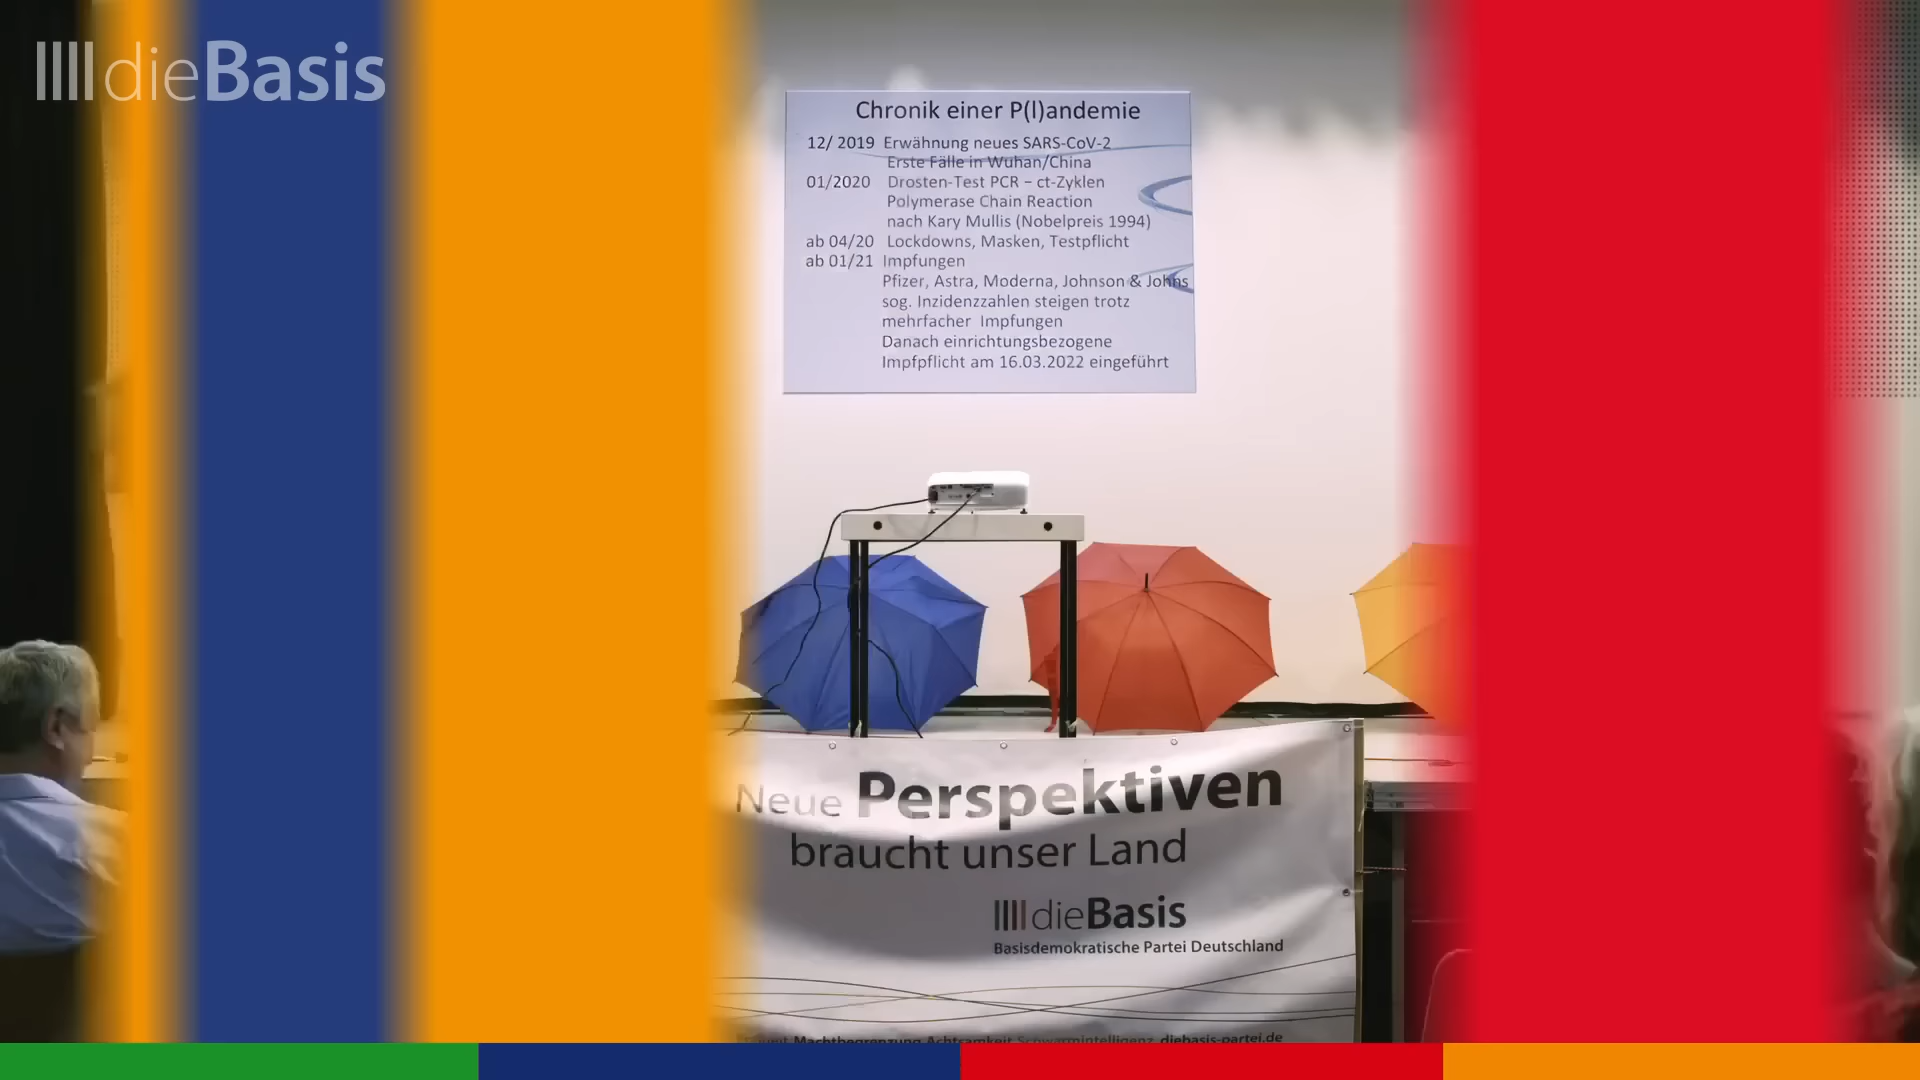 dieBasis
Chronik einer P(l)andemie
12/ 2019 Erwähnung neues SARS-CoV-2
Erste Fälle in Wuhan/China
01/2020 Drosten-Test PCR – ct-Zyklen
Polymerase Chain Reaction
nach Kary Mullis (Nobelpreis 1994)
ab 04/20 Lockdowns, Masken, Testpflicht
ab 01/21 Impfungen
Pfizer, Astra, Moderna, Johnson & Johns
sog. Inzidenzzahlen steigen trotz
mehrfacher Impfungen
Danach einrichtungsbezogene
Impfpflicht am 16.03.2022 eingeführt
Neue Perspektiven
braucht unser Land
dieBasis
Basisdemokratische Partei Deutschland
Machtbegrenzung Achtsamkeit Schwarmintelligenz diebasis-partei.de